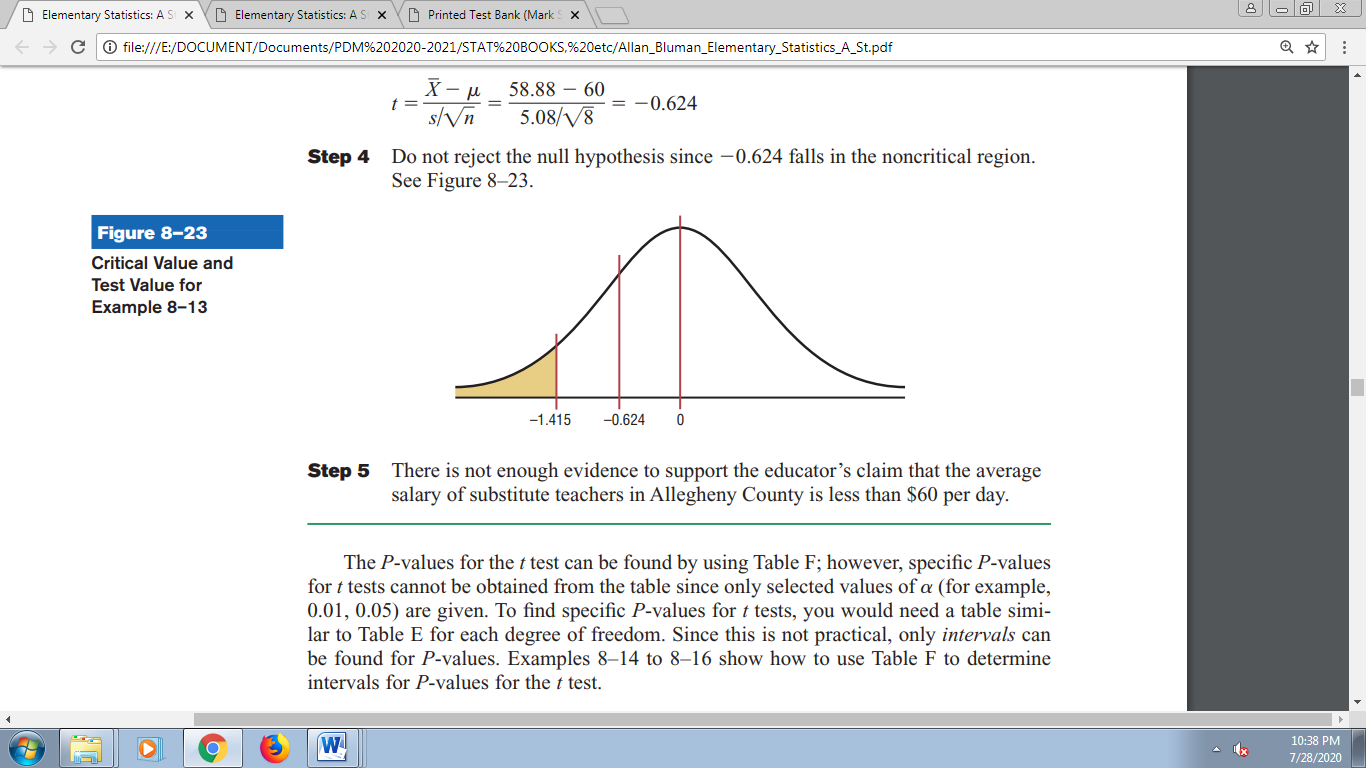 Elementary Statistics: A S
Elementary Statistics: A S
Printed Test Bank (Mark S
file:///E:/DOCUMENT/Documents/PDM%202020-2021/STAT%20BOOKS,%20etc/Allan_Bluman_Elementary_Statistics_A_St.pdf
t = X̄ − μ / s/√n = 58.88 − 60 / 5.08/√8 = −0.624
Step 4 Do not reject the null hypothesis since −0.624 falls in the noncritical region.
See Figure 8–23.
Figure 8–23
Critical Value and
Test Value for
Example 8–13
−1.415 −0.624 0
Step 5 There is not enough evidence to support the educator’s claim that the average
salary of substitute teachers in Allegheny County is less than $60 per day.
The P-values for the t test can be found by using Table F; however, specific P-values
for t tests cannot be obtained from the table since only selected values of α (for example,
0.01, 0.05) are given. To find specific P-values for t tests, you would need a table simi-
lar to Table E for each degree of freedom. Since this is not practical, only intervals can
be found for P-values. Examples 8–14 to 8–16 show how to use Table F to determine
intervals for P-values for the t test.
10:38 PM
7/28/2020